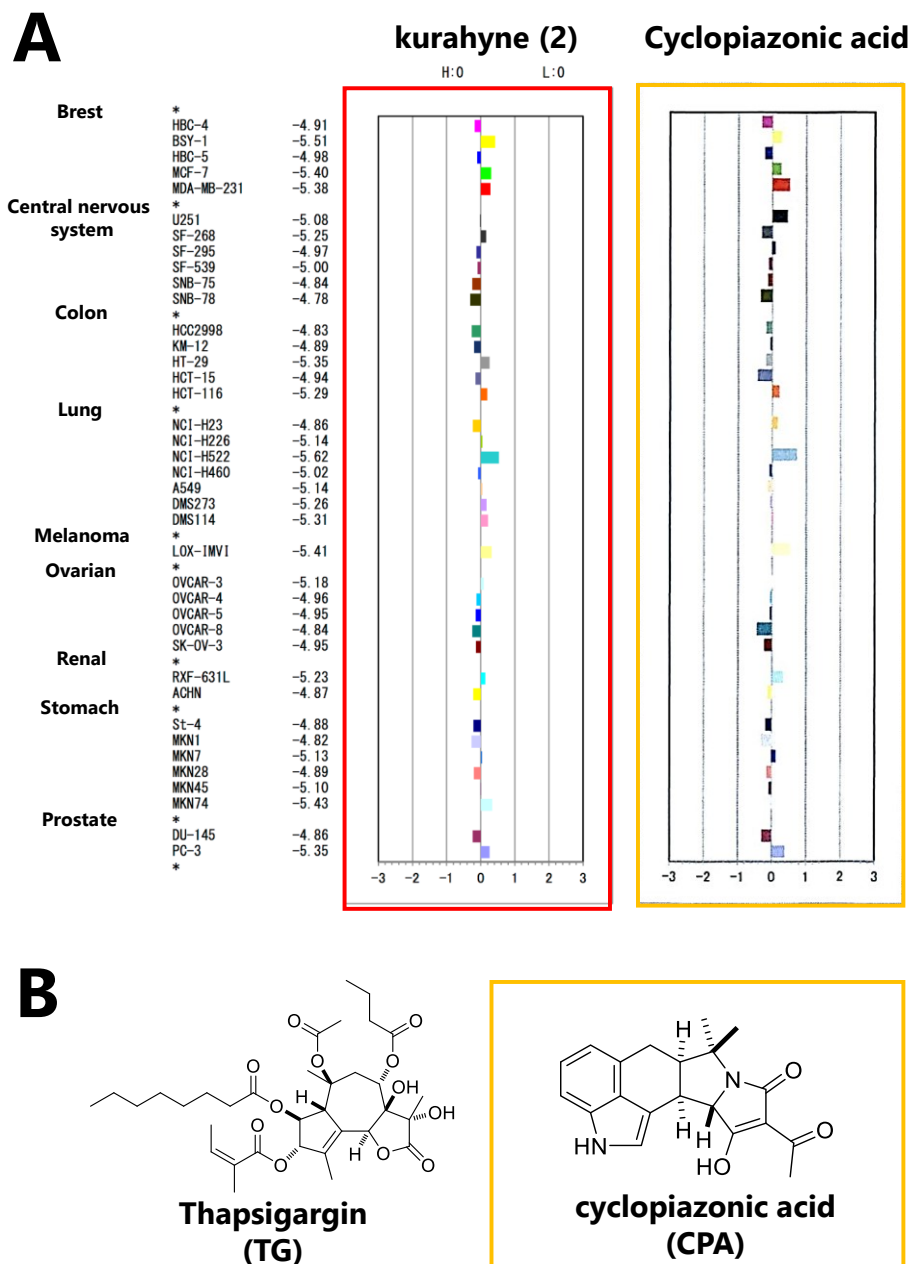 A
kurahyne (2)
Cyclopiazonic acid
H:0
L:0
Brest
*
HBC-4 -4.91
BSY-1 -5.51
HBC-5 -4.98
MCF-7 -5.40
MDA-MB-231 -5.38
Central nervous
system
*
U251 -5.08
SF-268 -5.25
SF-295 -4.97
SF-539 -5.00
SNB-75 -4.84
SNB-78 -4.78
Colon
*
HCC2998 -4.83
KM-12 -4.89
HT-29 -5.35
HCT-15 -4.94
HCT-116 -5.29
Lung
*
NCI-H23 -4.86
NCI-H226 -5.14
NCI-H522 -5.62
NCI-H460 -5.02
A549 -5.14
DMS273 -5.26
DMS114 -5.31
Melanoma
*
LOX-IMVI -5.41
Ovarian
*
OVCAR-3 -5.18
OVCAR-4 -4.96
OVCAR-5 -4.95
OVCAR-8 -4.84
SK-OV-3 -4.95
Renal
*
RXF-631L -5.23
ACHN -4.87
Stomach
*
St-4 -4.88
MKN1 -4.82
MKN7 -5.13
MKN28 -4.89
MKN45 -5.10
MKN74 -5.43
Prostate
*
DU-145 -4.86
PC-3 -5.35
*
-3 -2 -1 0 1 2 3
-3 -2 -1 0 1 2 3
B
O
O
O
O
O
O
OH
OH
H
O
O
H
O
O
O
Thapsigargin
(TG)
H
N
O
H
H
O
HN
HO
cyclopiazonic acid
(CPA)